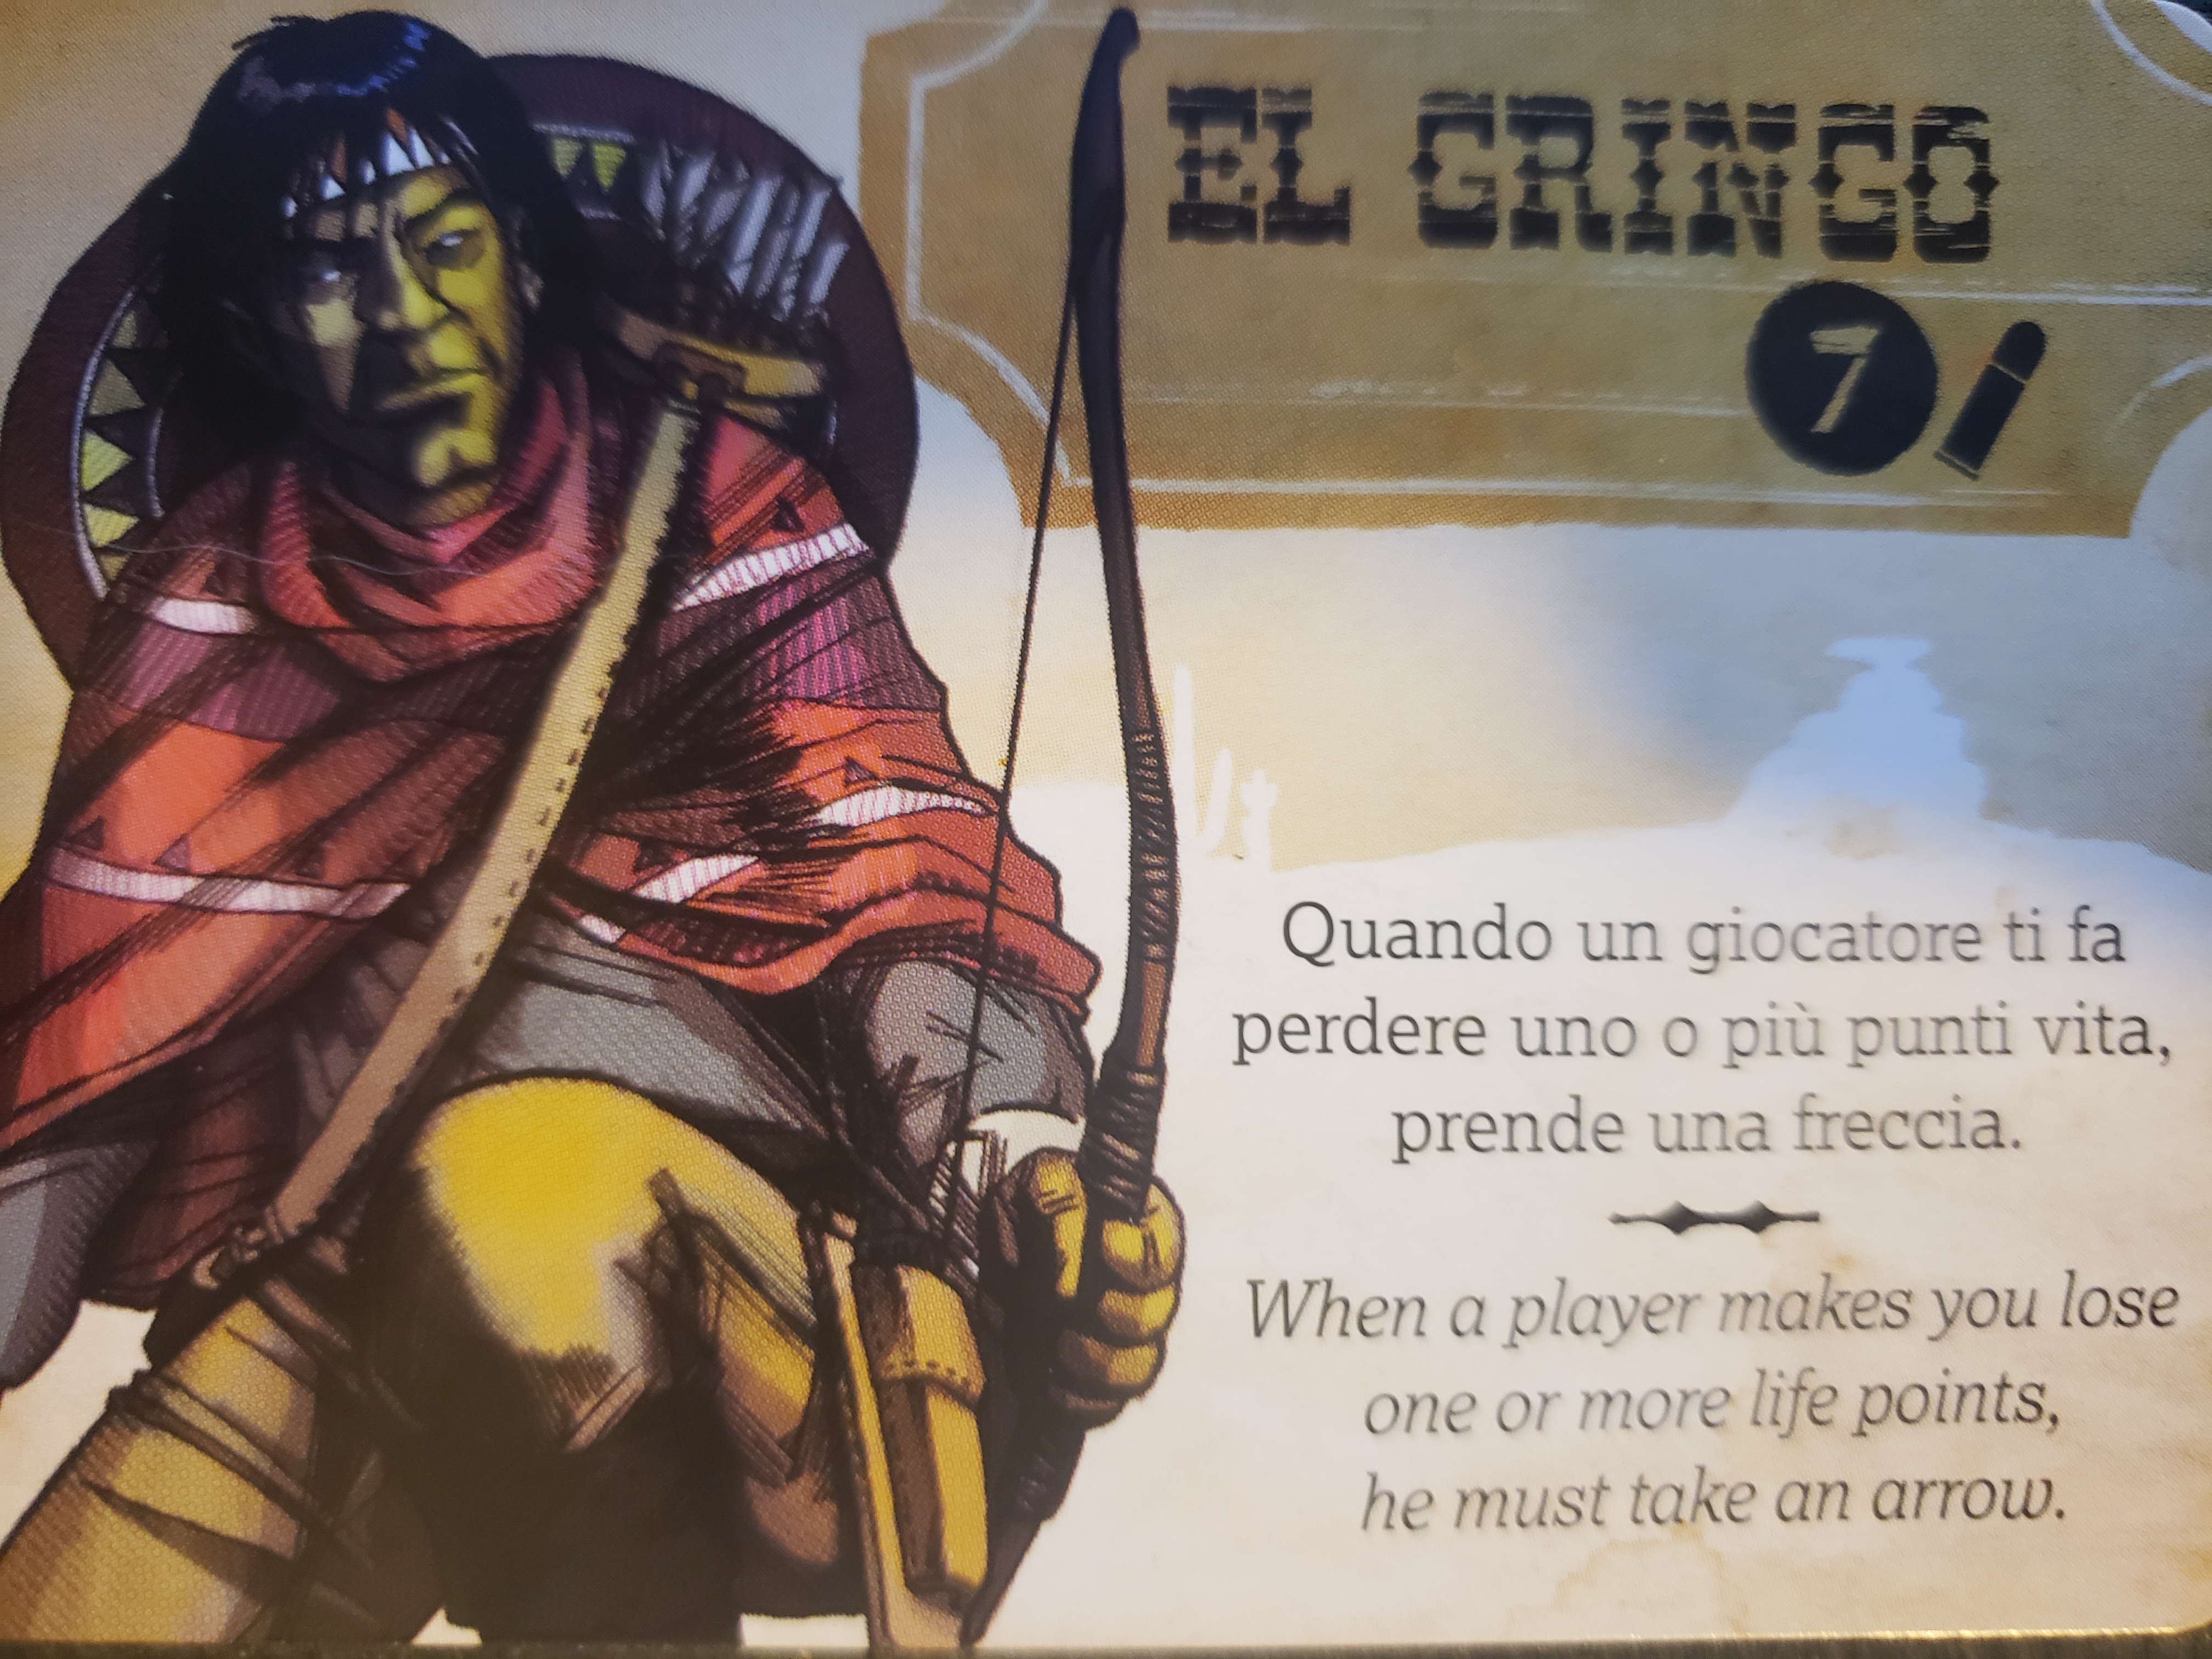 EL GRINGO
7
Quando un giocatore ti fa
perdere uno o più punti vita,
prende una freccia.
When a player makes you lose
one or more life points,
he must take an arrow.